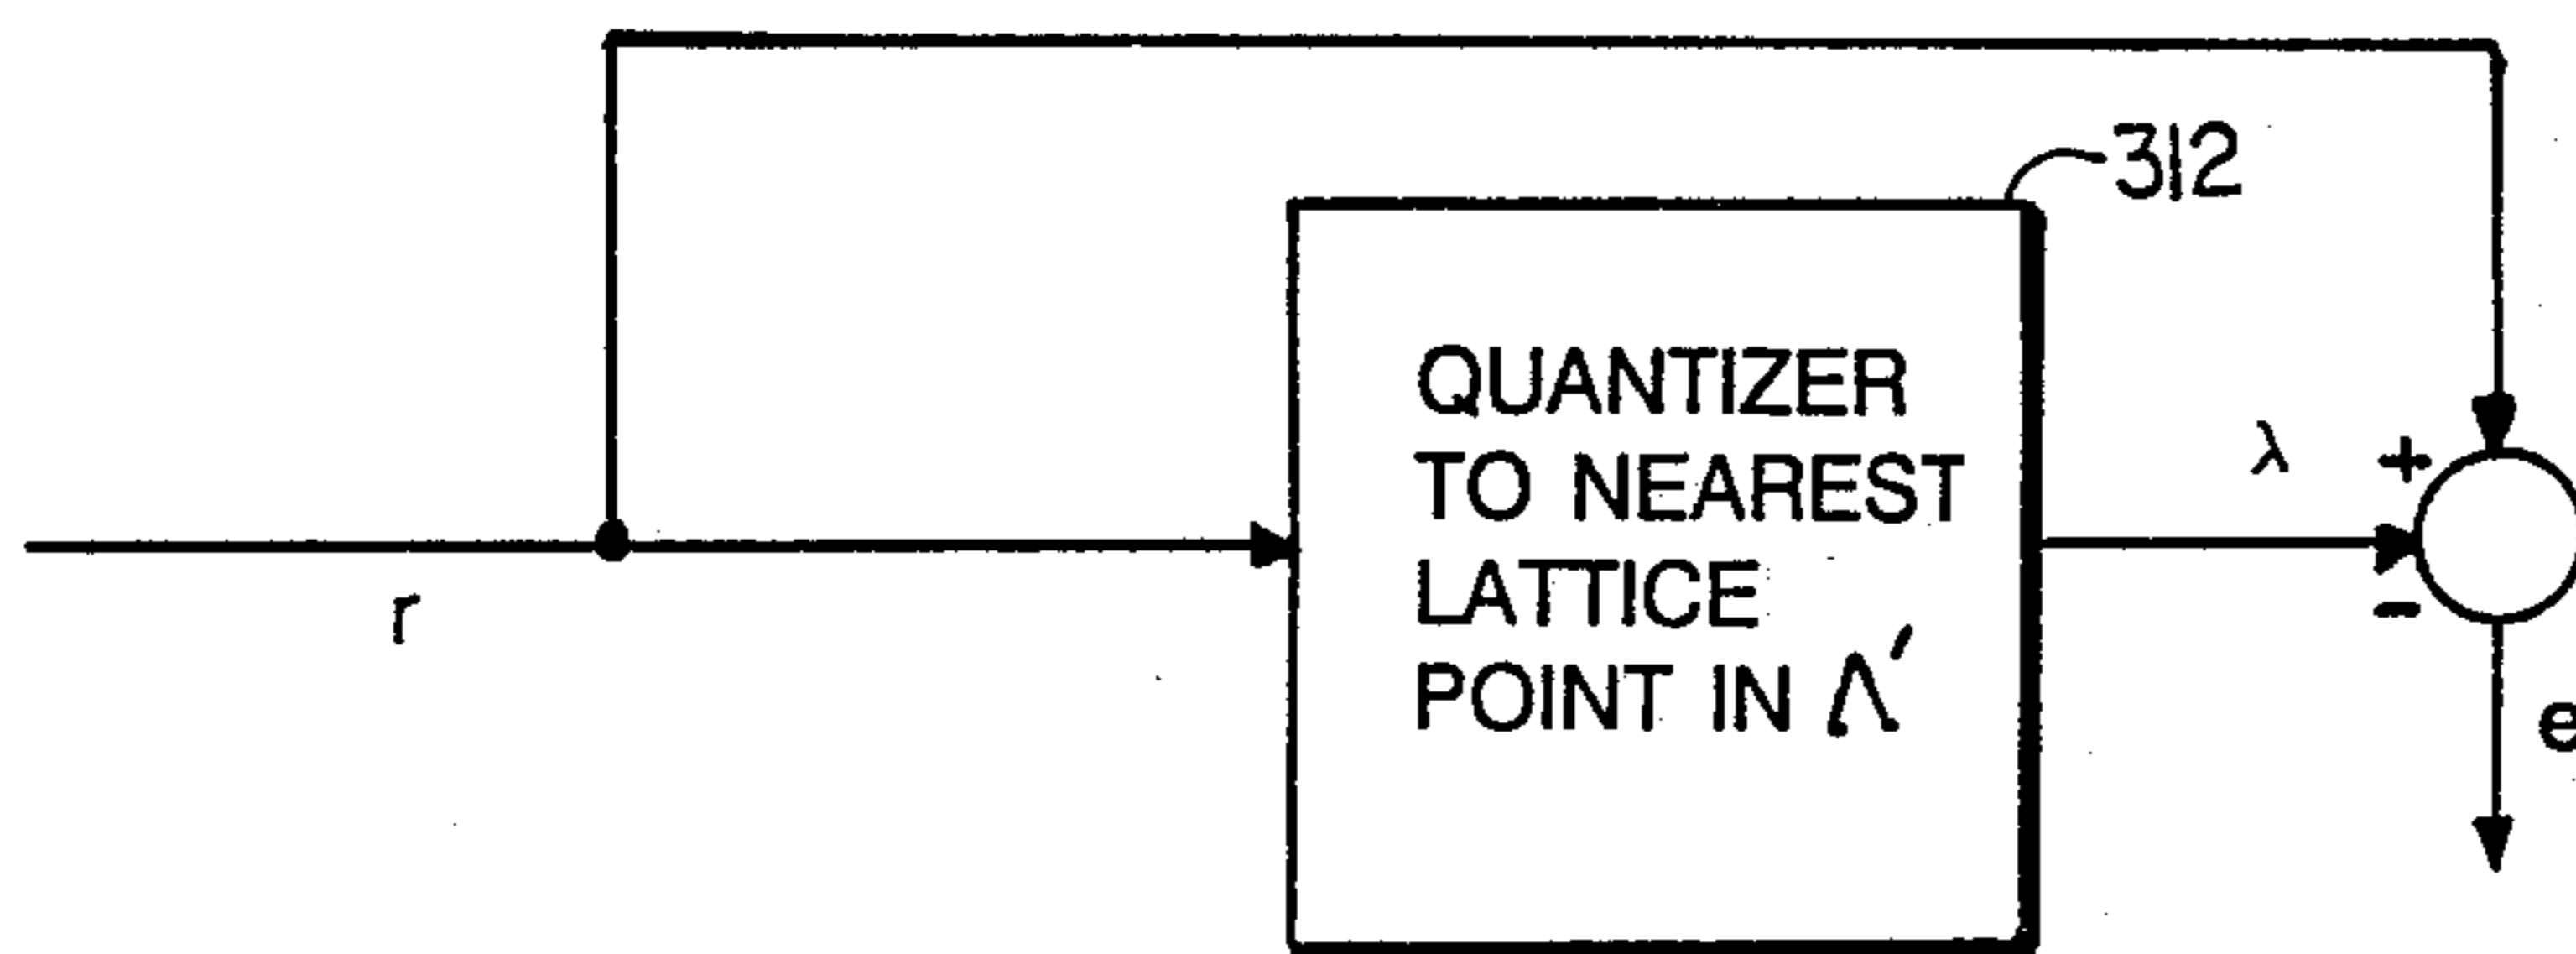 312
QUANTIZER
TO NEAREST
LATTICE
POINT IN Λ′
λ
+
-
r
e